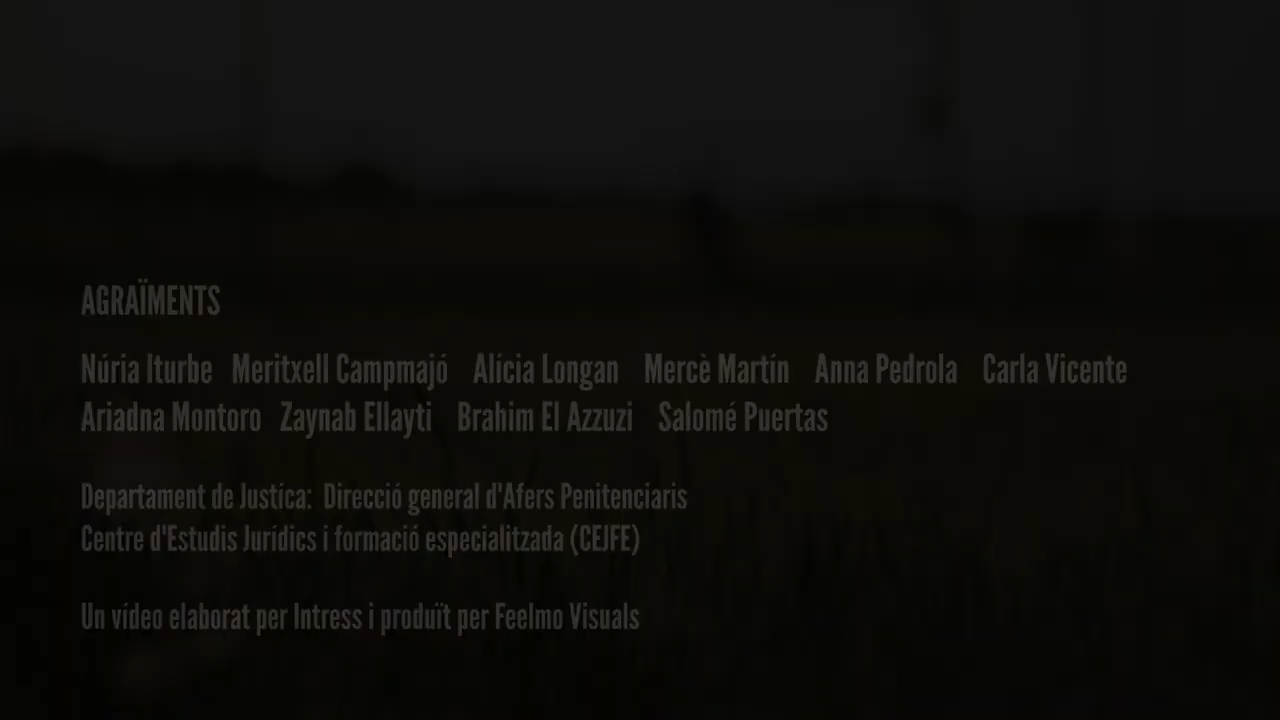 AGRAÏMENTS
Núria Iturbe Meritxell Campmajó Alícia Longan Mercè Martín Anna Pedrola Carla Vicente
Ariadna Montoro Zaynab Ellayti Brahim El Azzuzi Salomé Puertas
Departament de Justica: Direcció general d'Afers Penitenciaris
Centre d'Estudis Jurídics i formació especialitzada (CEJFE)
Un vídeo elaborat per Intress i produït per Feelmo Visuals